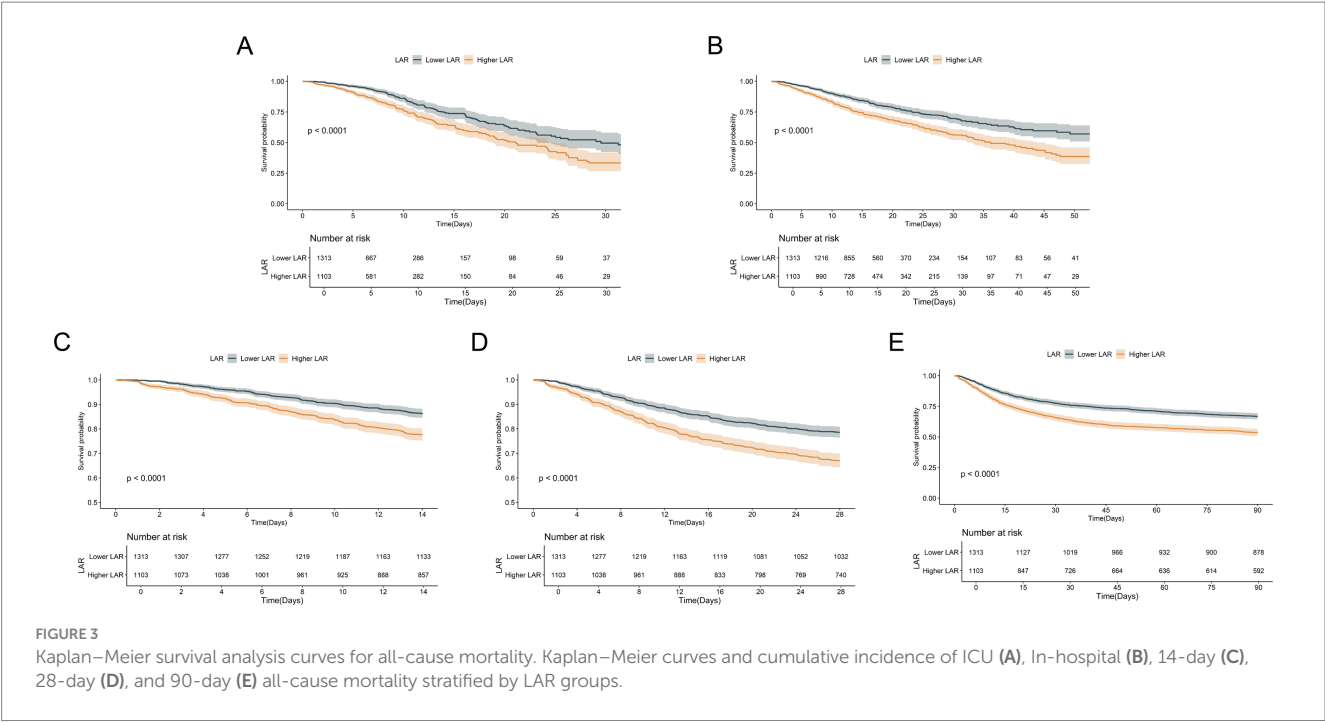 A
LAR Lower LAR Higher LAR
Survival probability
1.00
0.75
0.50
0.25
0.00
p < 0.0001
0 5 10 15 20 25 30
Time(Days)
Number at risk
LAR
Lower LAR 1313 667 286 157 98 59 37
Higher LAR 1103 581 282 150 84 46 29
0 5 10 15 20 25 30
Time(Days)
B
LAR Lower LAR Higher LAR
Survival probability
1.00
0.75
0.50
0.25
0.00
p < 0.0001
0 5 10 15 20 25 30 35 40 45 50
Time(Days)
Number at risk
LAR
Lower LAR 1313 1216 855 560 370 234 154 107 83 56 41
Higher LAR 1103 990 728 474 342 215 139 97 71 47 29
0 5 10 15 20 25 30 35 40 45 50
Time(Days)
C
LAR Lower LAR Higher LAR
Survival probability
1.0
0.9
0.8
0.7
0.6
0.5
p < 0.0001
0 2 4 6 8 10 12 14
Time(Days)
Number at risk
LAR
Lower LAR 1313 1307 1277 1252 1219 1187 1163 1133
Higher LAR 1103 1073 1038 1001 961 925 888 857
0 2 4 6 8 10 12 14
Time(Days)
D
LAR Lower LAR Higher LAR
Survival probability
1.0
0.9
0.8
0.7
0.6
0.5
p < 0.0001
0 4 8 12 16 20 24 28
Time(Days)
Number at risk
LAR
Lower LAR 1313 1277 1219 1163 1119 1081 1052 1032
Higher LAR 1103 1038 961 888 833 798 769 740
0 4 8 12 16 20 24 28
Time(Days)
E
LAR Lower LAR Higher LAR
Survival probability
1.00
0.75
0.50
0.25
0.00
p < 0.0001
0 15 30 45 60 75 90
Time(Days)
Number at risk
LAR
Lower LAR 1313 1127 1019 966 932 900 878
Higher LAR 1103 847 726 664 636 614 592
0 15 30 45 60 75 90
Time(Days)
FIGURE 3
Kaplan–Meier survival analysis curves for all-cause mortality. Kaplan–Meier curves and cumulative incidence of ICU (A), In-hospital (B), 14-day (C),
28-day (D), and 90-day (E) all-cause mortality stratified by LAR groups.